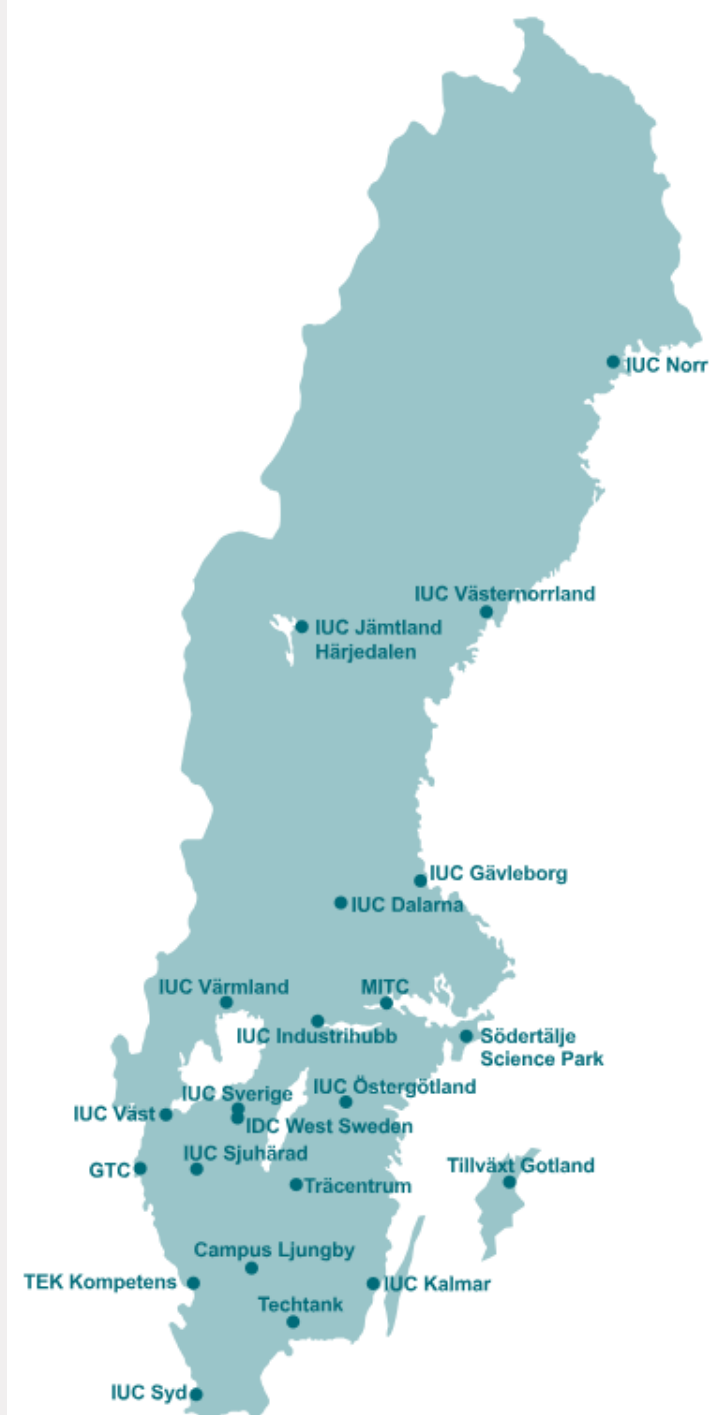 IUC Norr
IUC Västernorrland
IUC Jämtland
Härjedalen
IUC Gävleborg
IUC Dalarna
IUC Värmland
MITC
IUC Industrihubb
Södertälje
Science Park
IUC Östergötland
IUC Sverige
IUC Väst
IDC West Sweden
IUC Sjuhärad
GTC
Tillväxt Gotland
Träcentrum
Campus Ljungby
TEK Kompetens
IUC Kalmar
Techtank
IUC Syd